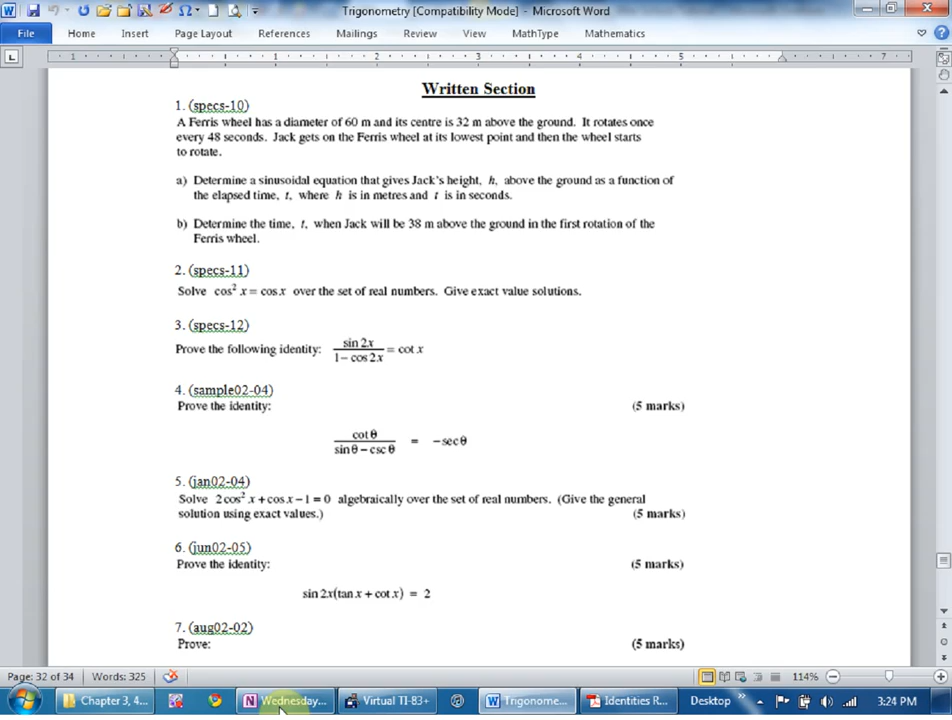 Trigonometry [Compatibility Mode] - Microsoft Word
File Home Insert Page Layout References Mailings Review View MathType Mathematics
1 1 2 3 4 5 7
Written Section
1. (specs-10)
A Ferris wheel has a diameter of 60 m and its centre is 32 m above the ground. It rotates once
every 48 seconds. Jack gets on the Ferris wheel at its lowest point and then the wheel starts
to rotate.
a) Determine a sinusoidal equation that gives Jack's height, h, above the ground as a function of
the elapsed time, t, where h is in metres and t is in seconds.
b) Determine the time, t, when Jack will be 38 m above the ground in the first rotation of the
Ferris wheel.
2. (specs-11)
Solve cos² x = cos x over the set of real numbers. Give exact value solutions.
3. (specs-12)
Prove the following identity: sin 2x / 1 − cos 2x = cot x
4. (sample02-04)
Prove the identity: (5 marks)
cot θ / sin θ − csc θ = −sec θ
5. (jan02-04)
Solve 2 cos² x + cos x − 1 = 0 algebraically over the set of real numbers. (Give the general
solution using exact values.) (5 marks)
6. (jun02-05)
Prove the identity: (5 marks)
sin 2x(tan x + cot x) = 2
7. (aug02-02)
Prove: (5 marks)
Page: 32 of 34 Words: 325 114%
Chapter 3, 4... Wednesday... Virtual TI-83+ Trigonome... Identities R... Desktop 3:24 PM